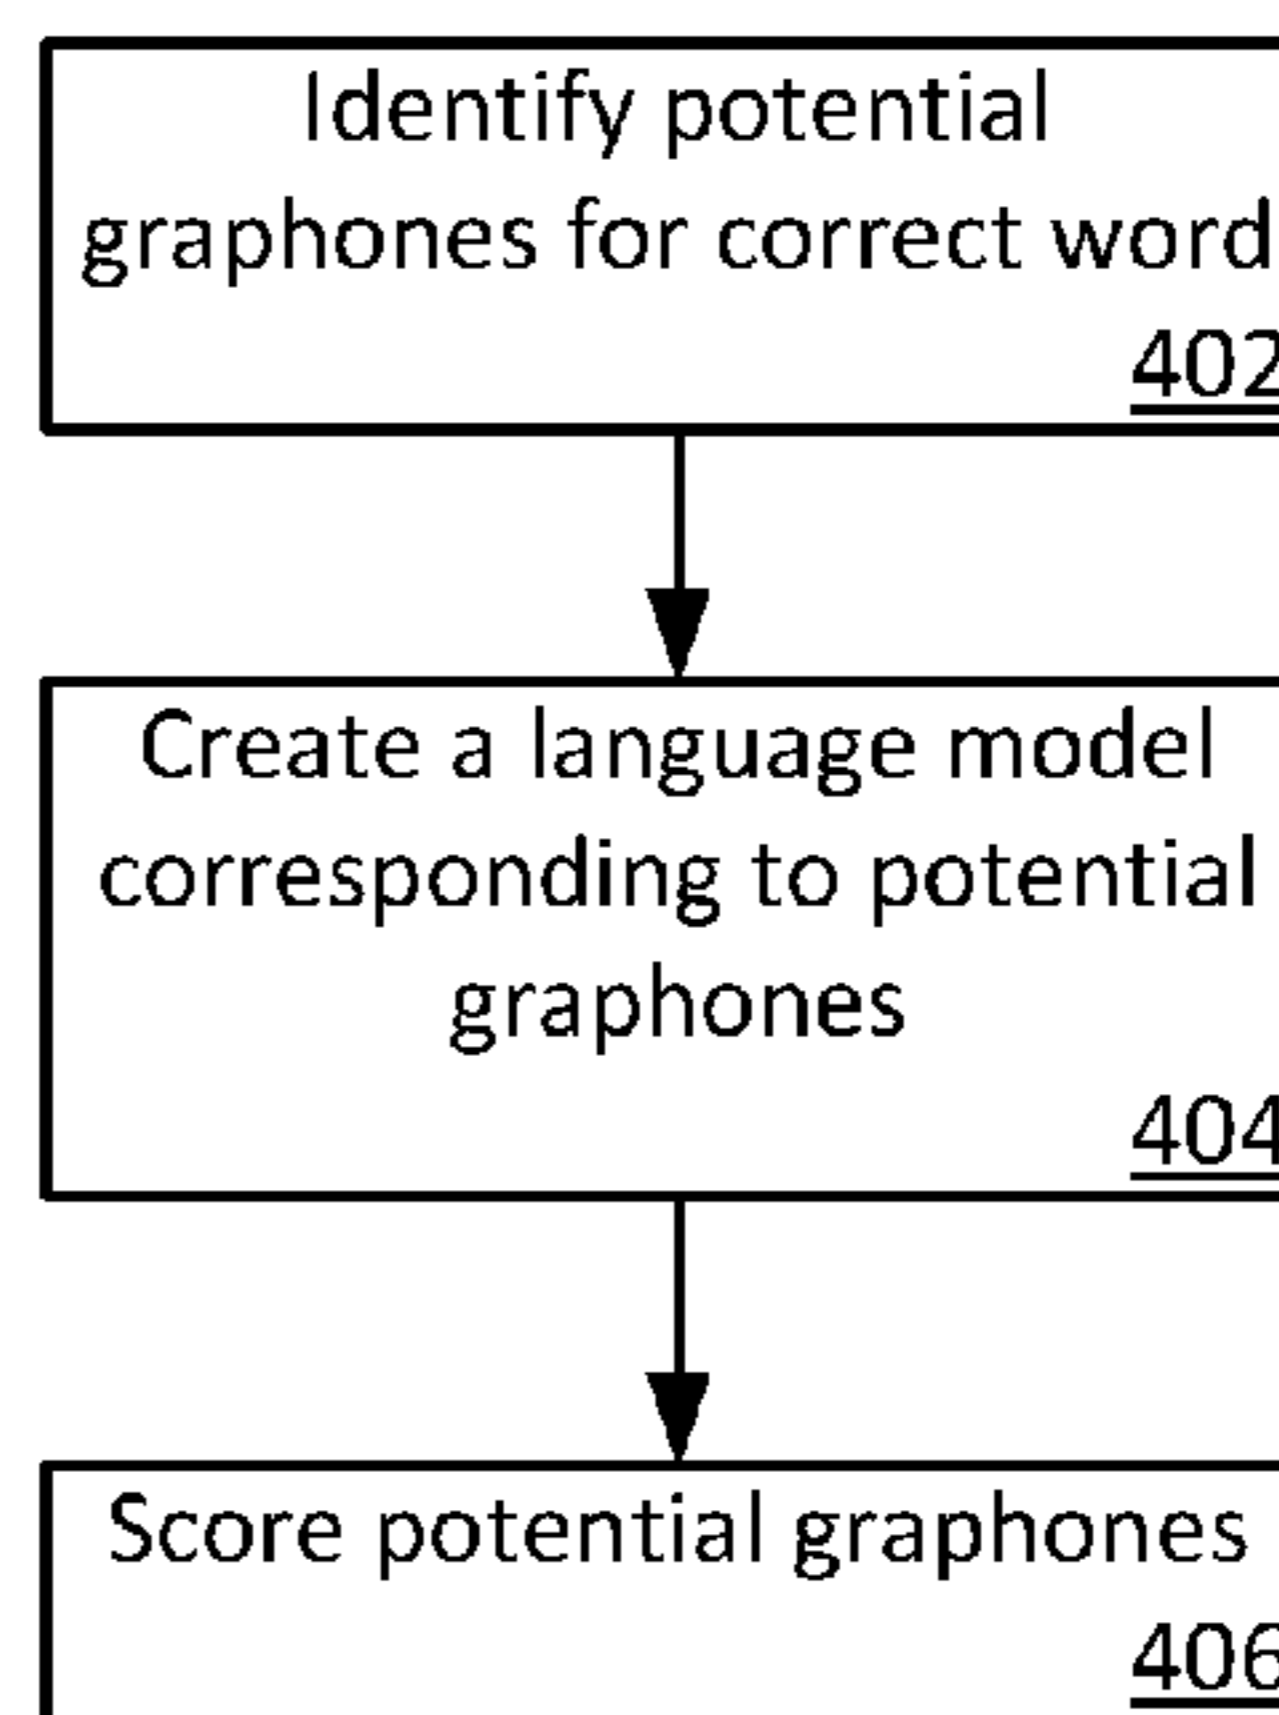 Identify potential
graphones for correct word
402
Create a language model
corresponding to potential
graphones
404
Score potential graphones
406